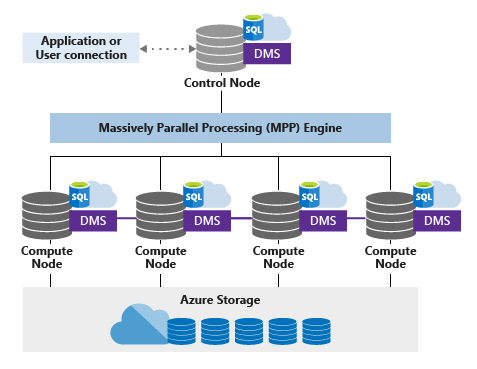 Application or
User connection
SQL
DMS
Control Node
Massively Parallel Processing (MPP) Engine
SQL
SQL
SQL
SQL
DMS
DMS
DMS
DMS
Compute
Node
Compute
Node
Compute
Node
Compute
Node
Azure Storage